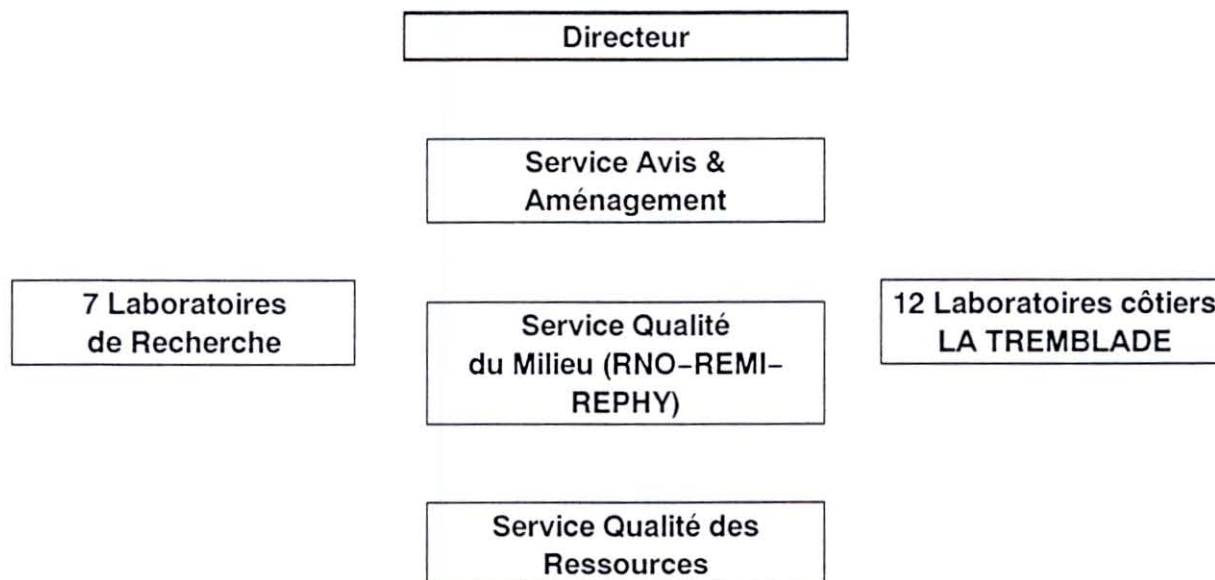 Directeur
Service Avis &
Aménagement
7 Laboratoires
de Recherche
Service Qualité
du Milieu (RNO–REMI–
REPHY)
12 Laboratoires côtiers
LA TREMBLADE
Service Qualité des
Ressources